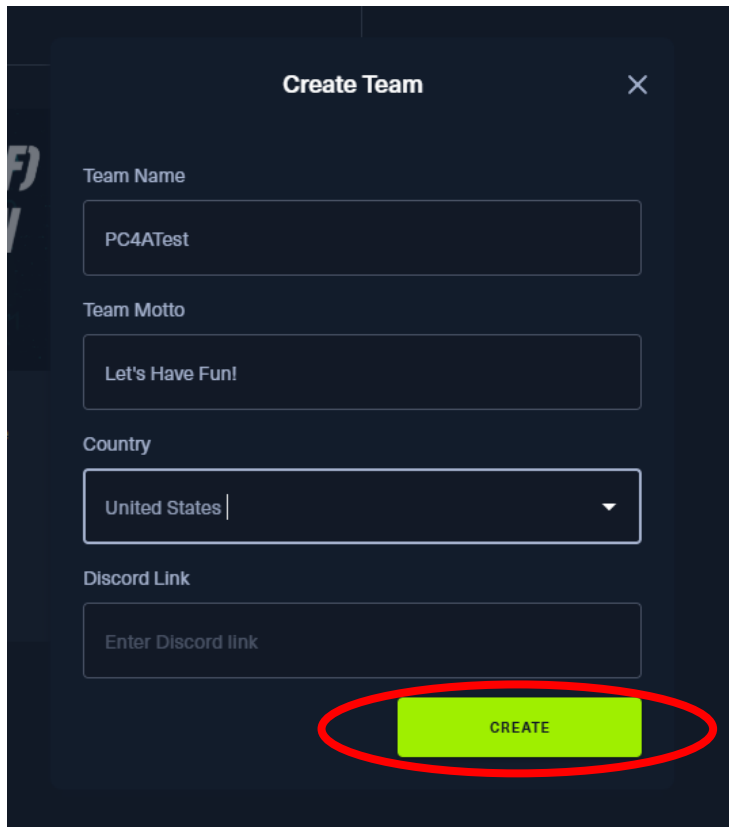 Create Team
F)
Team Name
PC4ATest
Team Motto
Let's Have Fun!
Country
United States
Discord Link
Enter Discord link
CREATE